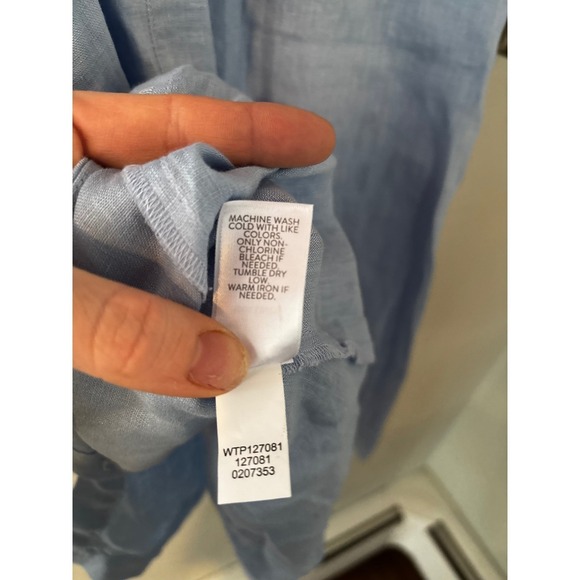 MACHINE WASH
COLD WITH LIKE
COLORS.
ONLY NON-
CHLORINE
BLEACH IF
NEEDED.
TUMBLE DRY
LOW.
WARM IRON IF
NEEDED.
WTP127081
127081
0207353